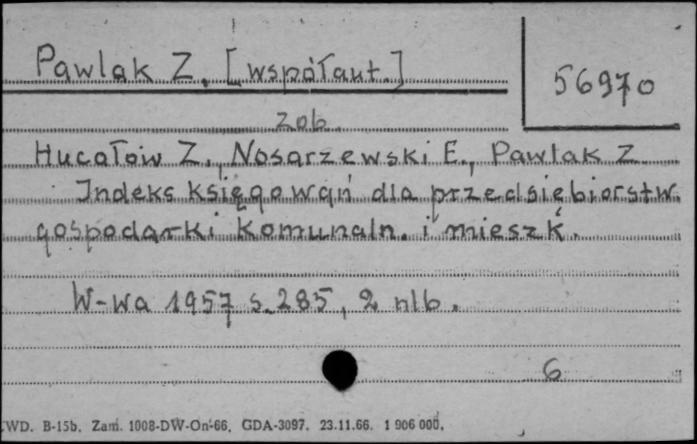 Pawlak Z. [współaut.]
56970
zob.
Hucałow Z., Nosarzewski E., Pawlak Z
Indeks księgowań dla przedsiębiorstw
gospodarki komunaln. i mieszk.
W-wa 1957 s. 285, 2 nlb.
6
WD. B-15b. Zam. 1008-DW-On-66. GDA-3097. 23.11.66. 1 906 000.